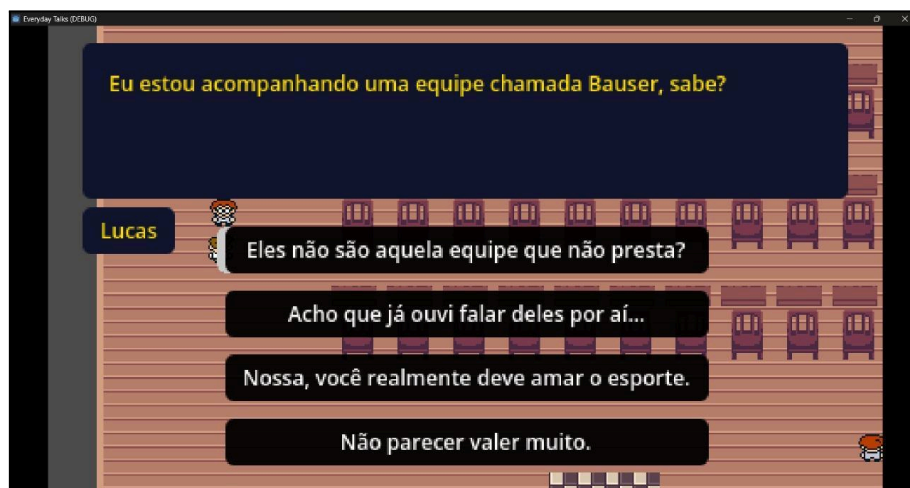 Everyday Talks (DEBUG)
Eu estou acompanhando uma equipe chamada Bauser, sabe?
Lucas
Eles não são aquela equipe que não presta?
Acho que já ouvi falar deles por aí...
Nossa, você realmente deve amar o esporte.
Não parecer valer muito.